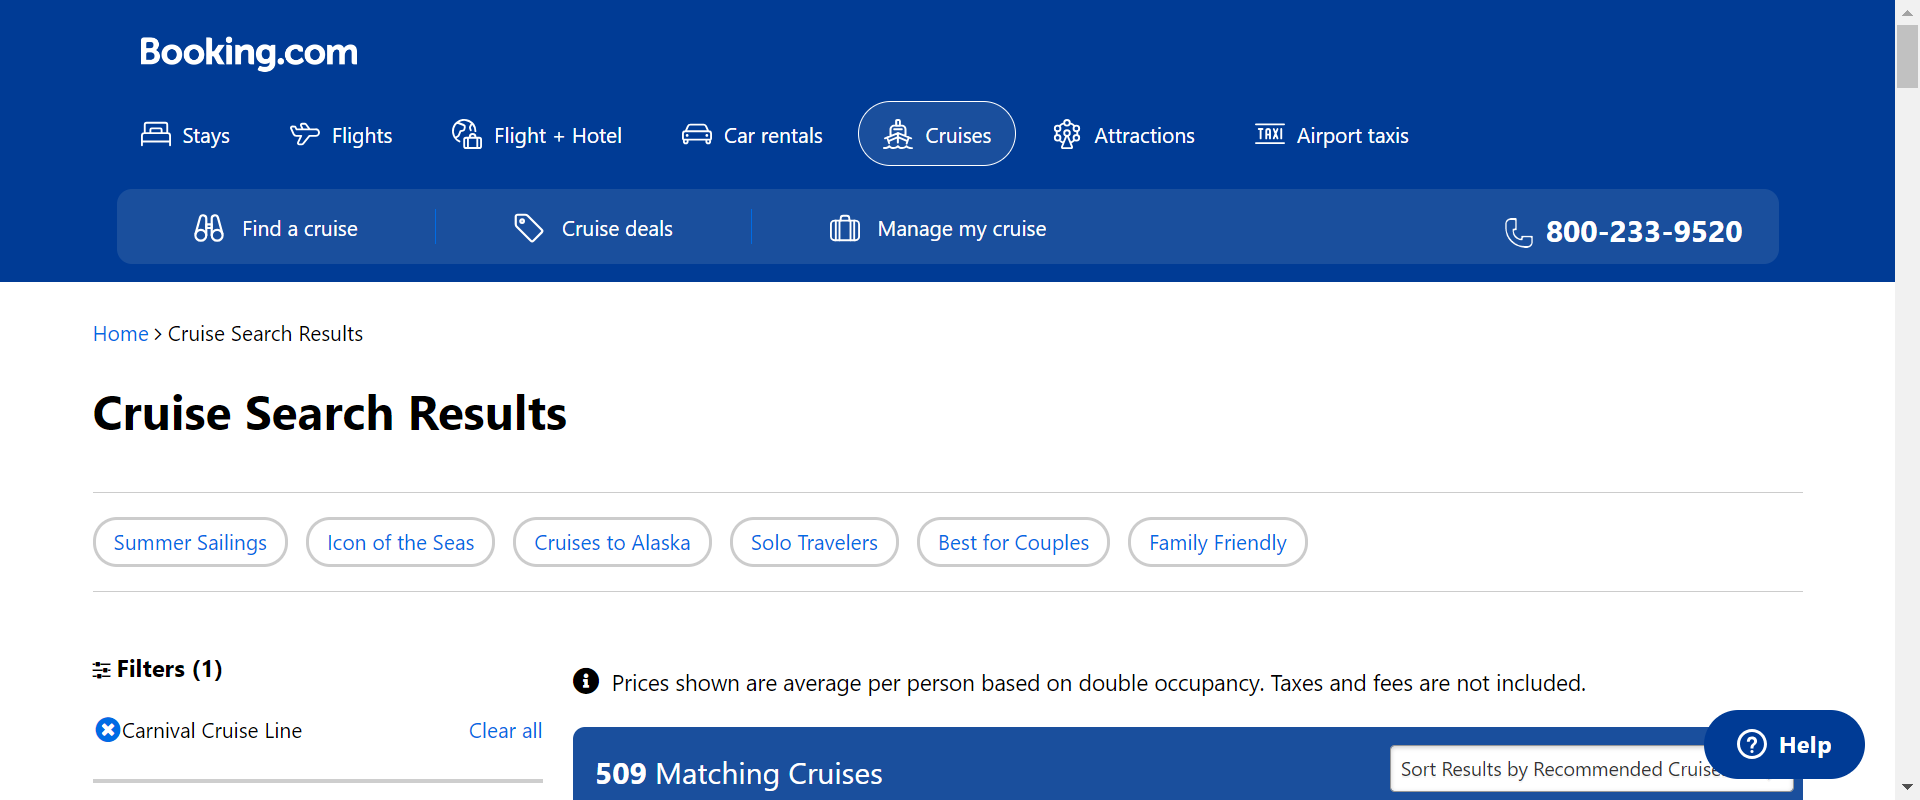 Booking.com
Stays
Flights
Flight + Hotel
Car rentals
Cruises
Attractions
TAXI
Airport taxis
Find a cruise
Cruise deals
Manage my cruise
800-233-9520
Home > Cruise Search Results
Cruise Search Results
Summer Sailings
Icon of the Seas
Cruises to Alaska
Solo Travelers
Best for Couples
Family Friendly
Filters (1)
Carnival Cruise Line
Clear all
Prices shown are average per person based on double occupancy. Taxes and fees are not included.
509 Matching Cruises
Sort Results by Recommended Cruise
Help